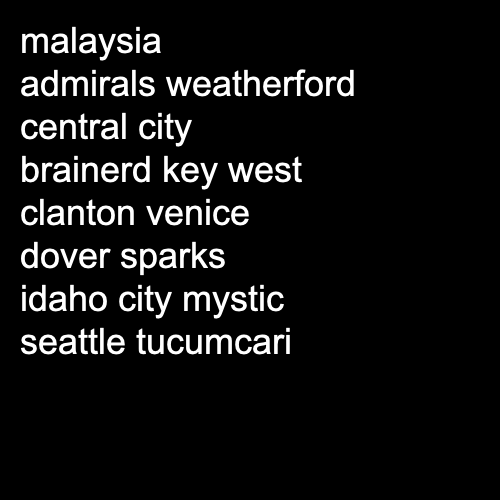 malaysia
admirals weatherford
central city
brainerd key west
clanton venice
dover sparks
idaho city mystic
seattle tucumcari